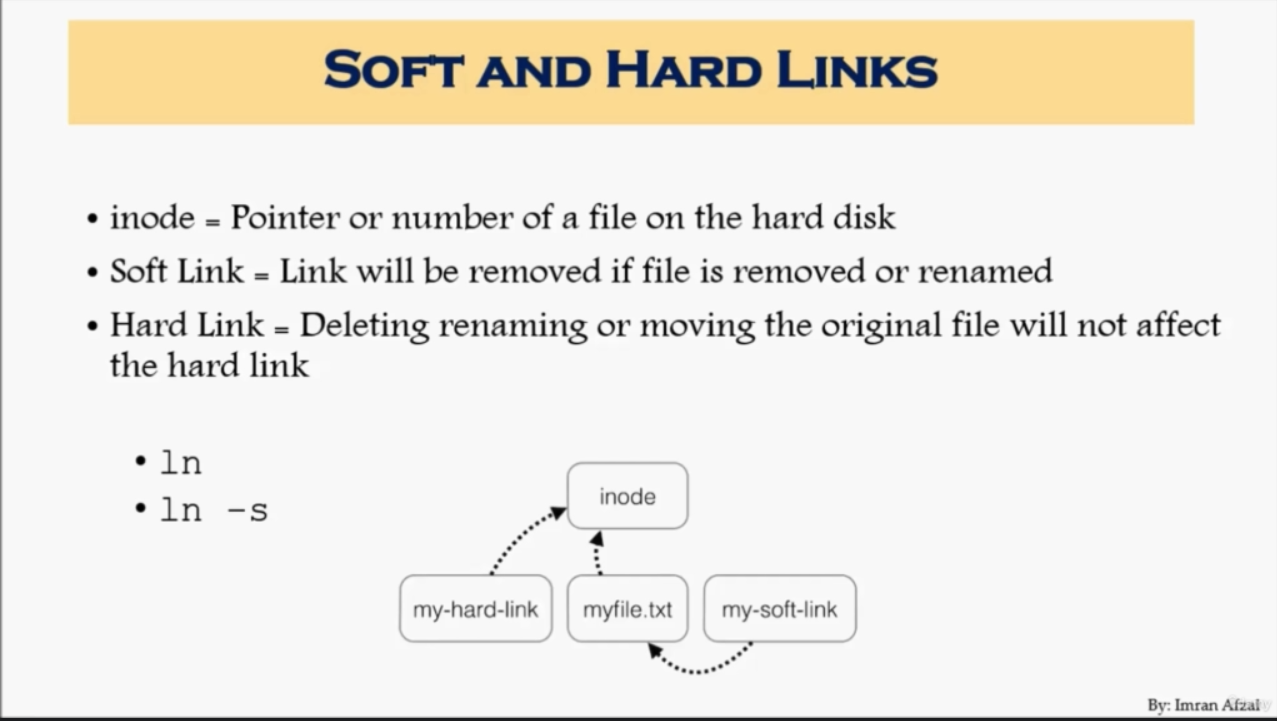 SOFT AND HARD LINKS
• inode = Pointer or number of a file on the hard disk
• Soft Link = Link will be removed if file is removed or renamed
• Hard Link = Deleting renaming or moving the original file will not affect
the hard link
• ln
• ln -s
inode
my-hard-link
myfile.txt
my-soft-link
By: Imran Afzal